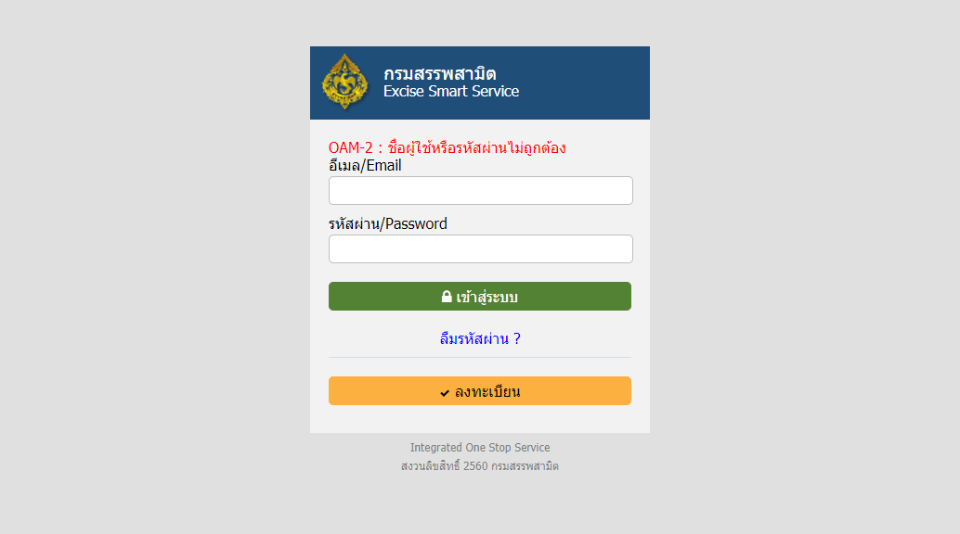 กรมสรรพสามิต
Excise Smart Service
OAM-2 : ชื่อผู้ใช้หรือรหัสผ่านไม่ถูกต้อง
อีเมล/Email
รหัสผ่าน/Password
เข้าสู่ระบบ
ลืมรหัสผ่าน ?
ลงทะเบียน
Integrated One Stop Service
สงวนลิขสิทธิ์ 2560 กรมสรรพสามิต